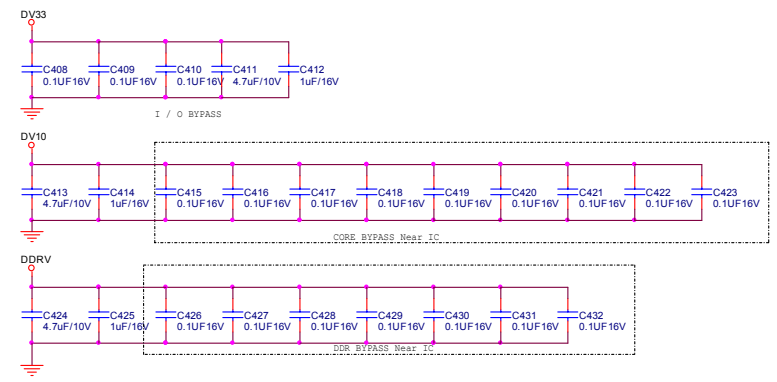 DV33
C408 C409 C410 C411 C412
0.1UF16V 0.1UF16V 0.1UF16V 4.7uF/10V 1uF/16V
I / O BYPASS
DV10
C413 C414 C415 C416 C417 C418 C419 C420 C421 C422 C423
4.7uF/10V 1uF/16V 0.1UF16V 0.1UF16V 0.1UF16V 0.1UF16V 0.1UF16V 0.1UF16V 0.1UF16V 0.1UF16V 0.1UF16V
CORE BYPASS Near IC
DDRV
C424 C425 C426 C427 C428 C429 C430 C431 C432
4.7uF/10V 1uF/16V 0.1UF16V 0.1UF16V 0.1UF16V 0.1UF16V 0.1UF16V 0.1UF16V 0.1UF16V
DDR BYPASS Near IC